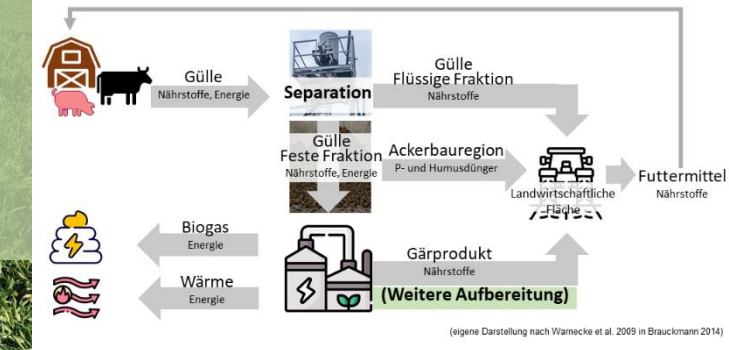 Gülle
Nährstoffe, Energie
Separation
Gülle
Flüssige Fraktion
Nährstoffe
Gülle
Feste Fraktion
Nährstoffe, Energie
Ackerbauregion
P- und Humusdünger
Landwirtschaftliche
Fläche
Futtermittel
Nährstoffe
Biogas
Energie
Wärme
Energie
Gärprodukt
Nährstoffe
(Weitere Aufbereitung)
(eigene Darstellung nach Warnecke et al. 2009 in Brauckmann 2014)